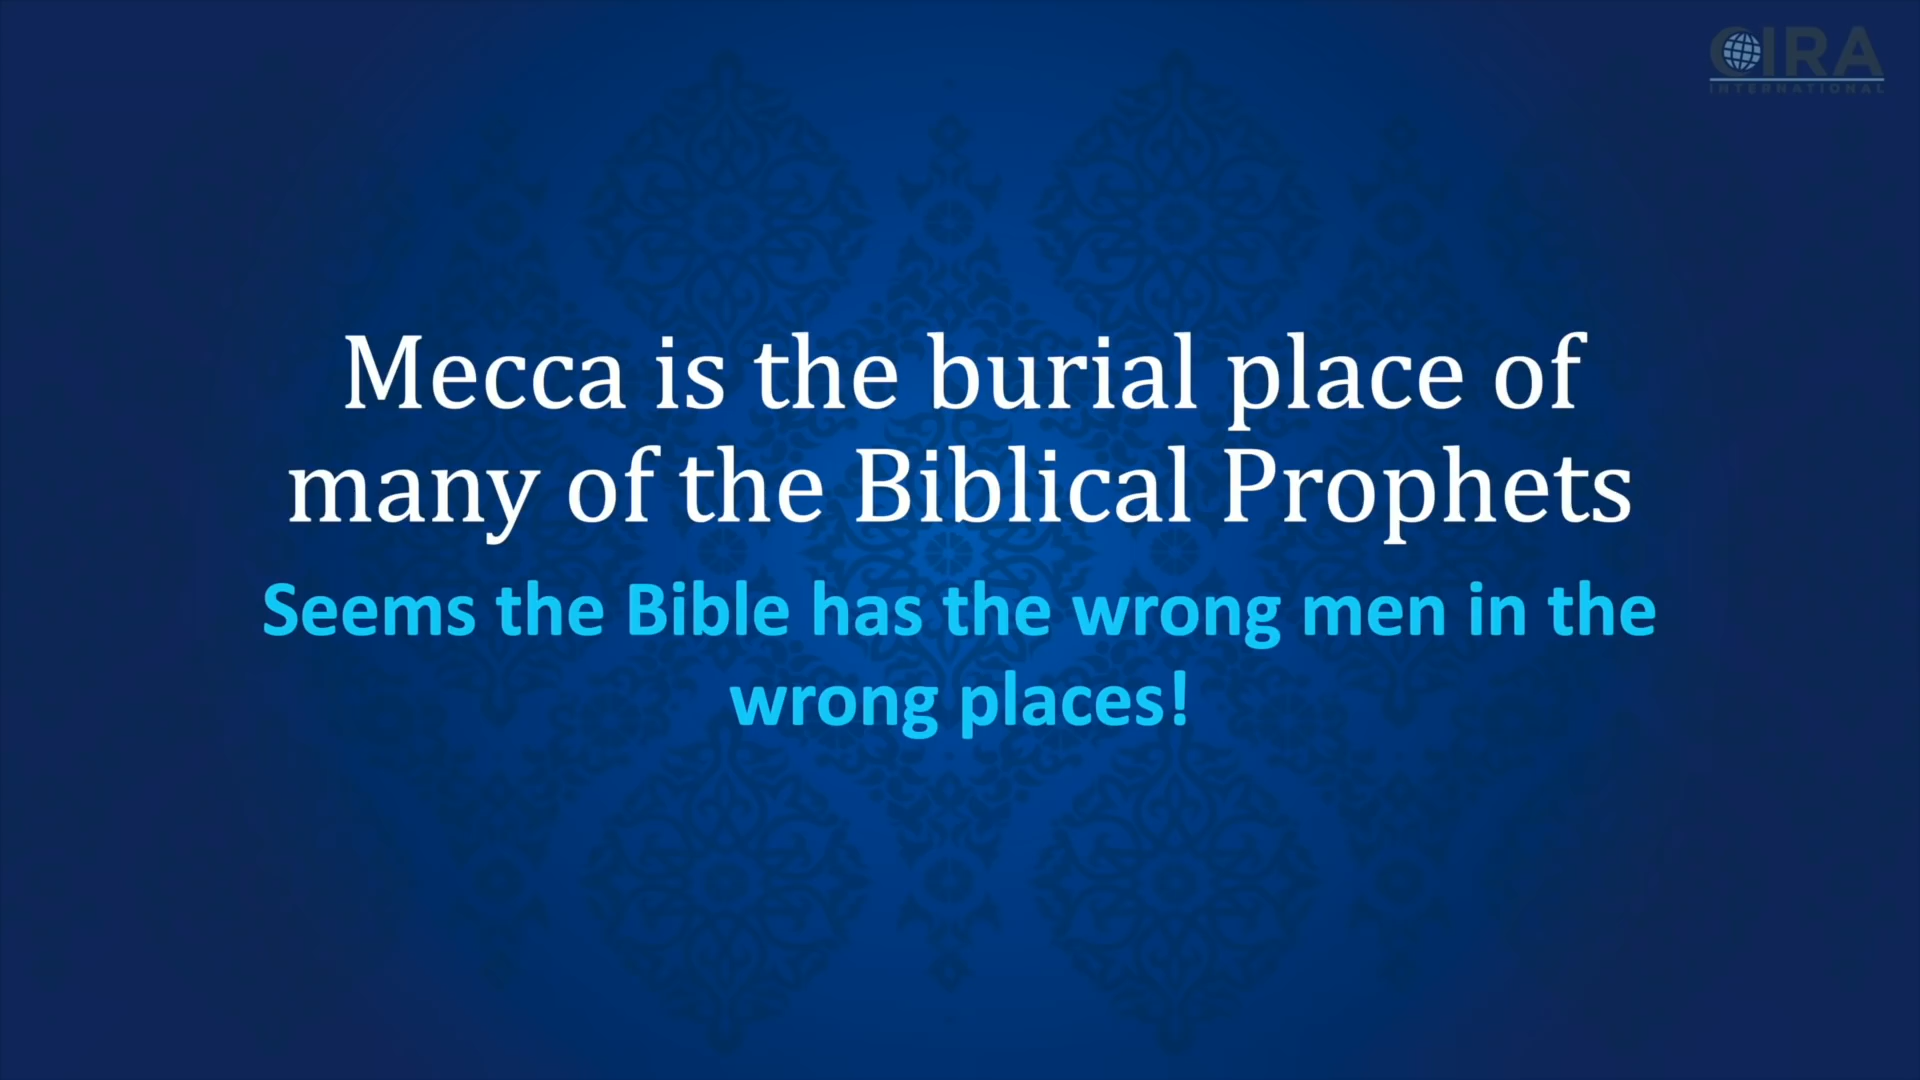 CIRA
INTERNATIONAL
Mecca is the burial place of
many of the Biblical Prophets
Seems the Bible has the wrong men in the
wrong places!